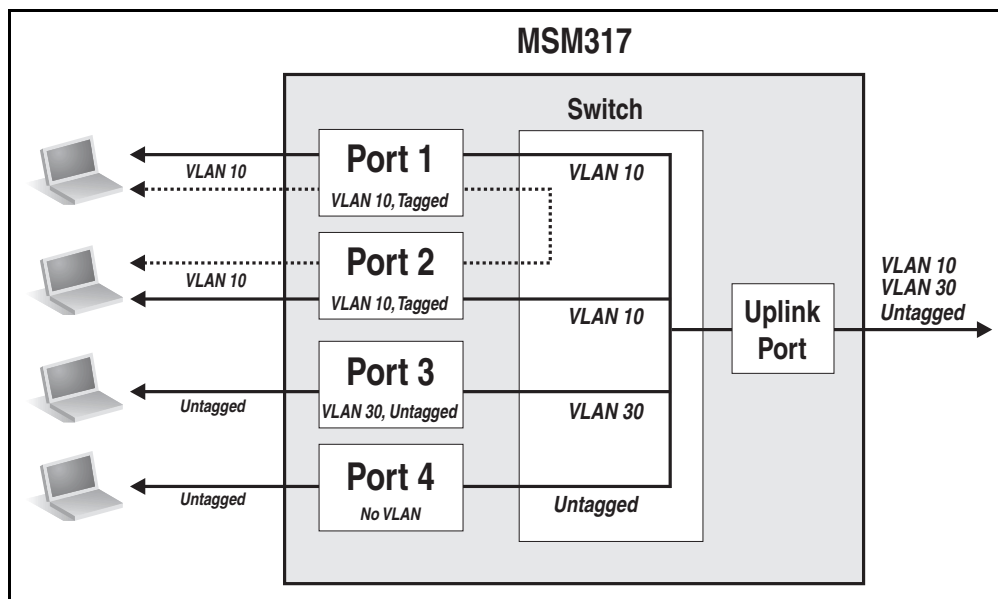 MSM317
Switch
Port 1
VLAN 10, Tagged
VLAN 10
VLAN 10
Port 2
VLAN 10, Tagged
VLAN 10
VLAN 10
Port 3
VLAN 30, Untagged
Untagged
VLAN 30
Port 4
No VLAN
Untagged
Untagged
Uplink
Port
VLAN 10
VLAN 30
Untagged